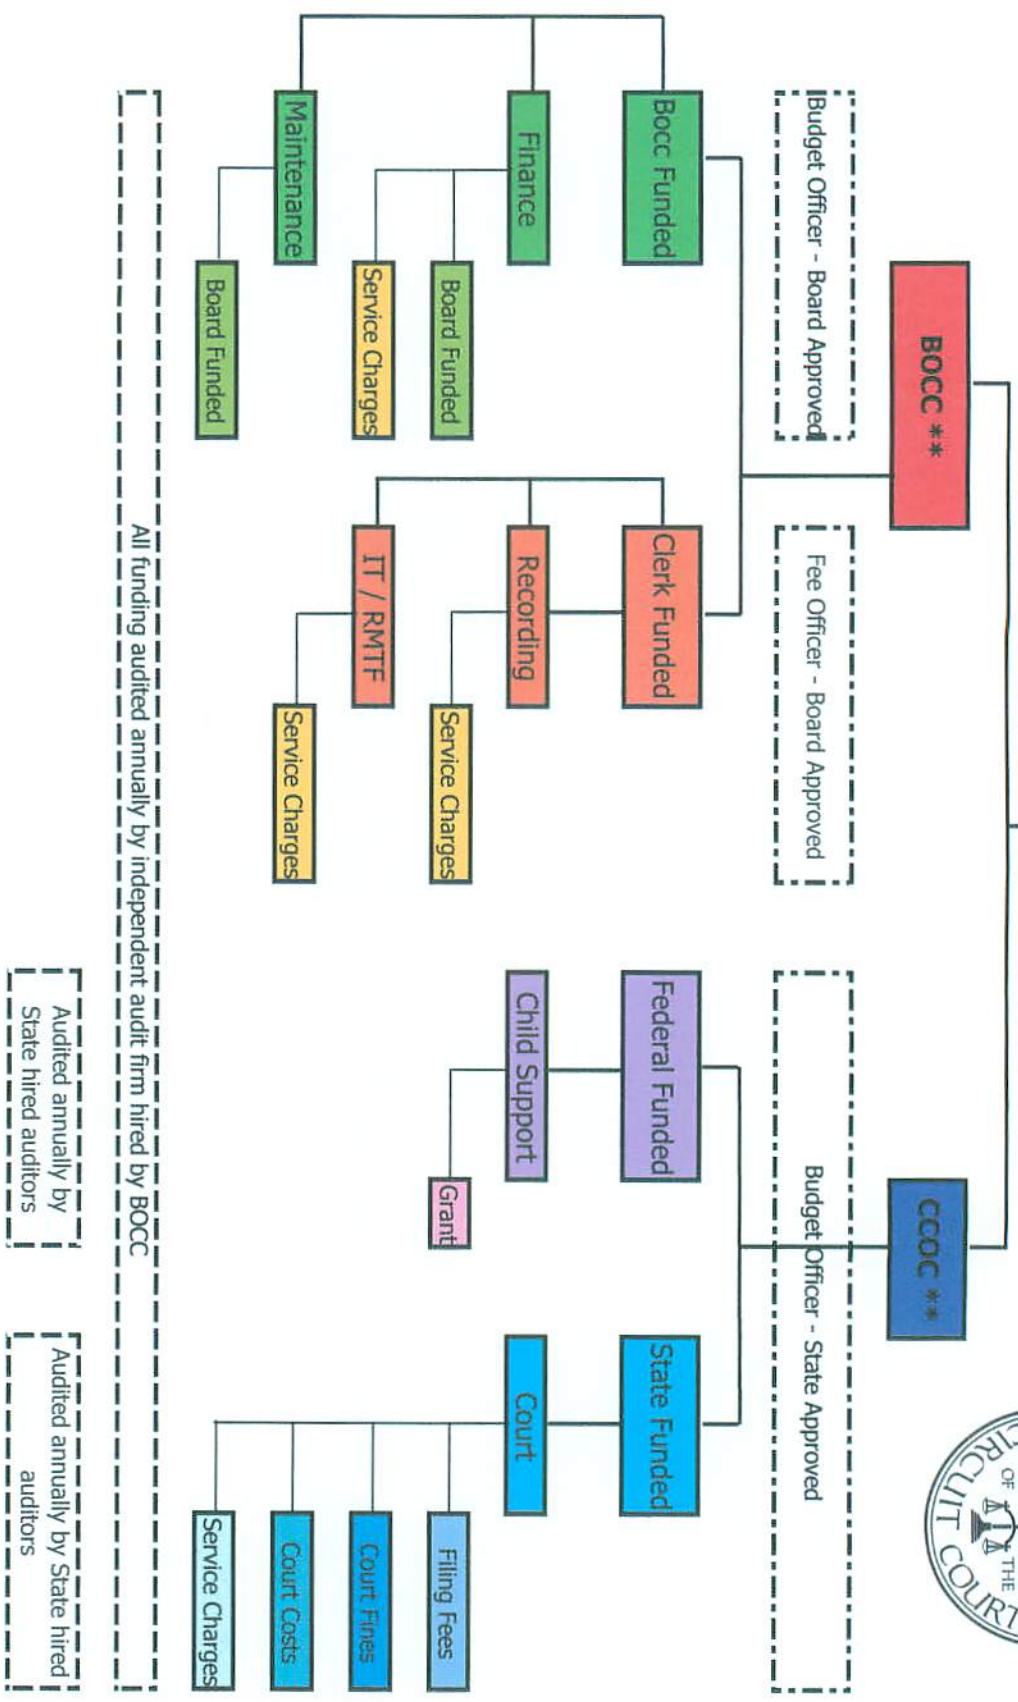 OF THE
CIRCUIT COURT
BOCC **
CCOC **
Budget Officer - Board Approved
Fee Officer - Board Approved
Budget Officer - State Approved
Bocc Funded
Clerk Funded
Federal Funded
State Funded
Finance
Recording
Child Support
Court
Board Funded
Service Charges
Grant
Filing Fees
Service Charges
IT / RMTF
Court Fines
Maintenance
Service Charges
Court Costs
Board Funded
Service Charges
All funding audited annually by independent audit firm hired by BOCC
Audited annually by
State hired auditors
Audited annually by State hired
auditors